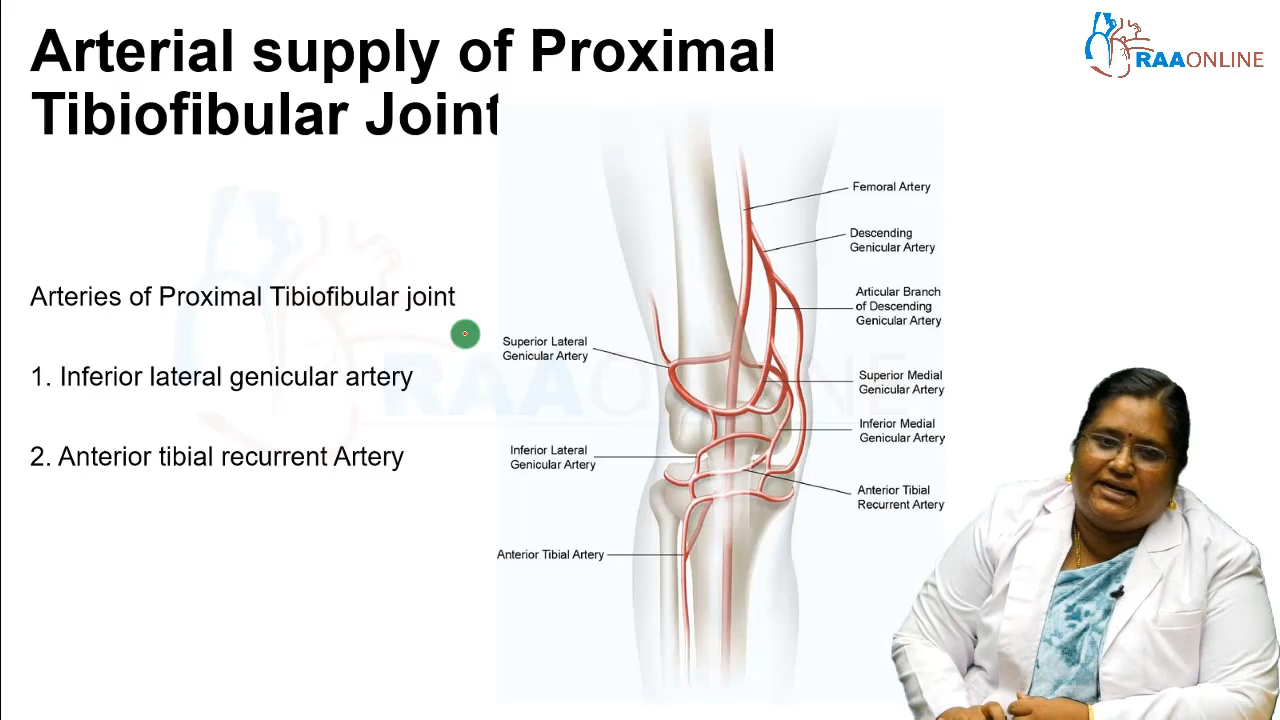 Arterial supply of Proximal
Tibiofibular Joint
RAAONLINE
Arteries of Proximal Tibiofibular joint
1. Inferior lateral genicular artery
2. Anterior tibial recurrent Artery
RAAONLINE
Femoral Artery
Descending
Genicular Artery
Articular Branch
of Descending
Genicular Artery
Superior Lateral
Genicular Artery
Superior Medial
Genicular Artery
Inferior Medial
Genicular Artery
Inferior Lateral
Genicular Artery
Anterior Tibial
Recurrent Artery
Anterior Tibial Artery